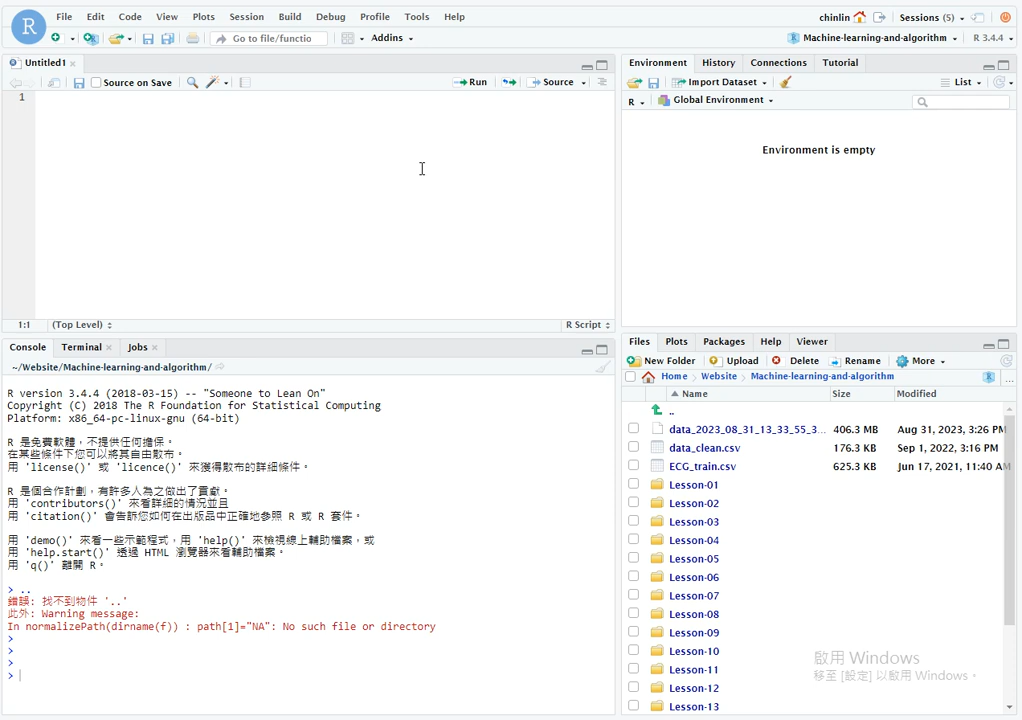 File Edit Code View Plots Session Build Debug Profile Tools Help
chinlin Sessions (5)
R
Go to file/functio Addins
Machine-learning-and-algorithm R 3.4.4
Untitled1
Source on Save Run Source
1
1:1 (Top Level) R Script
Console Terminal Jobs
~/Website/Machine-learning-and-algorithm/
R version 3.4.4 (2018-03-15) -- "Someone to Lean On"
Copyright (C) 2018 The R Foundation for Statistical Computing
Platform: x86_64-pc-linux-gnu (64-bit)
R 是免費軟體，不提供任何擔保。
在某些條件下您可以將其自由散布。
用 'license()' 或 'licence()' 來獲得散布的詳細條件。
R 是個合作計劃，有許多人為之做出了貢獻。
用 'contributors()' 來看詳細的情況並且
用 'citation()' 會告訴您如何在出版品中正確地參照 R 或 R 套件。
用 'demo()' 來看一些示範程式，用 'help()' 來檢視線上輔助檔案，或
用 'help.start()' 透過 HTML 瀏覽器來看輔助檔案。
用 'q()' 離開 R。
> ..
錯誤: 找不到物件 '..'
此外: Warning message:
In normalizePath(dirname(f)) : path[1]="NA": No such file or directory
>
>
>
>
Environment History Connections Tutorial
Import Dataset List
R Global Environment
Environment is empty
Files Plots Packages Help Viewer
New Folder Upload Delete Rename More
Home Website Machine-learning-and-algorithm R ...
Name Size Modified
..
data_2023_08_31_13_33_55_3... 406.3 MB Aug 31, 2023, 3:26 PM
data_clean.csv 176.3 KB Sep 1, 2022, 3:16 PM
ECG_train.csv 625.3 KB Jun 17, 2021, 11:40 AM
Lesson-01
Lesson-02
Lesson-03
Lesson-04
Lesson-05
Lesson-06
Lesson-07
Lesson-08
Lesson-09
Lesson-10
Lesson-11
Lesson-12
Lesson-13
啟用 Windows
移至 [設定] 以啟用 Windows。